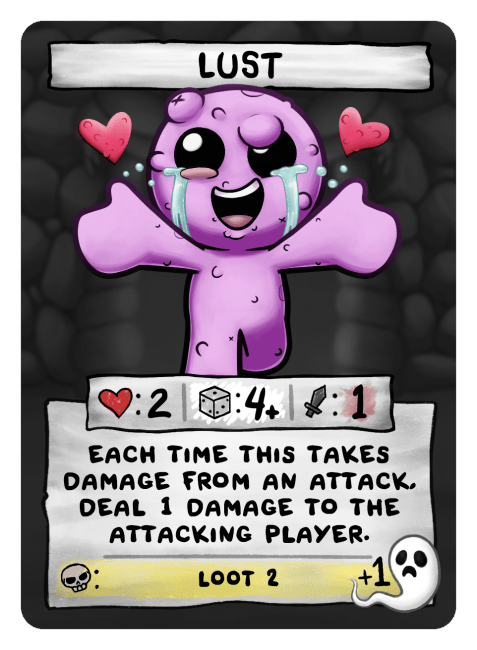 LUST
:2 :4+ :1
EACH TIME THIS TAKES
DAMAGE FROM AN ATTACK,
DEAL 1 DAMAGE TO THE
ATTACKING PLAYER.
: LOOT 2 +1